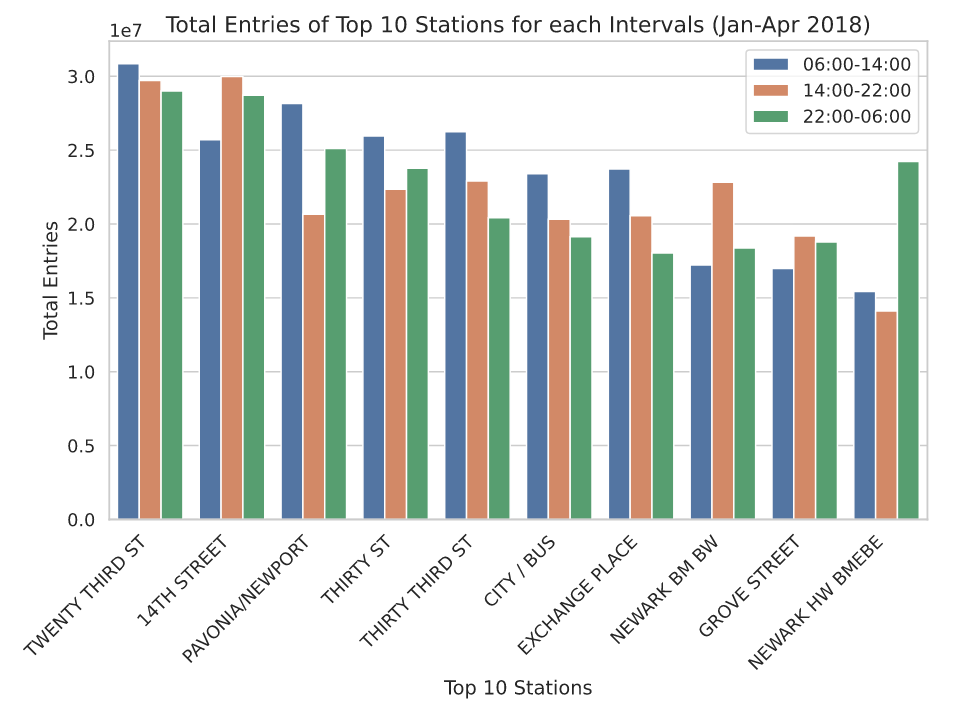 Total Entries of Top 10 Stations for each Intervals (Jan-Apr 2018)
1e7
06:00-14:00
14:00-22:00
22:00-06:00
3.0
2.5
2.0
1.5
1.0
0.5
0.0
Total Entries
TWENTY THIRD ST
14TH STREET
PAVONIA/NEWPORT
THIRTY ST
THIRTY THIRD ST
CITY / BUS
EXCHANGE PLACE
NEWARK BM BW
GROVE STREET
NEWARK HW BMEBE
Top 10 Stations